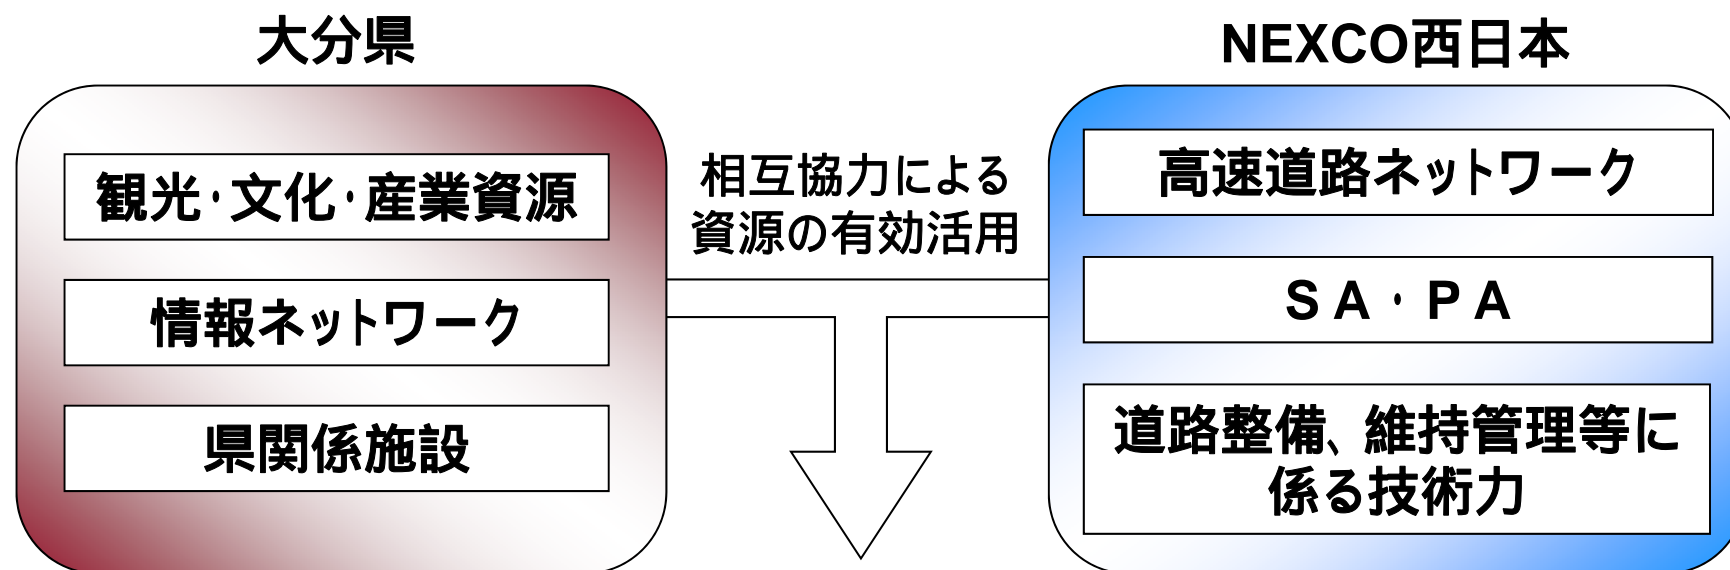 大分県
観光・文化・産業資源
情報ネットワーク
県関係施設
相互協力による
資源の有効活用
NEXCO西日本
高速道路ネットワーク
ＳＡ・ＰＡ
道路整備、維持管理等に
係る技術力